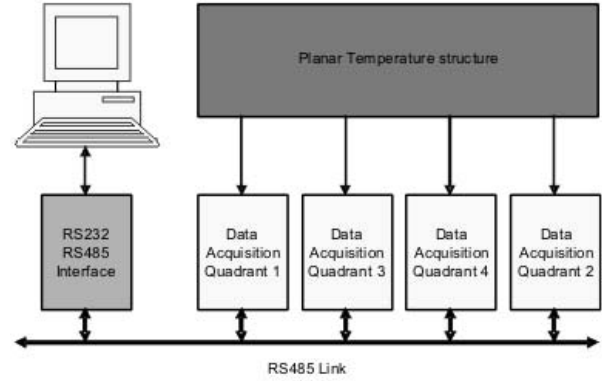 Planar Temperature structure
RS232
RS485
Interface
Data
Acquisition
Quadrant 1
Data
Acquisition
Quadrant 3
Data
Acquisition
Quadrant 4
Data
Acquisition
Quadrant 2
RS485 Link